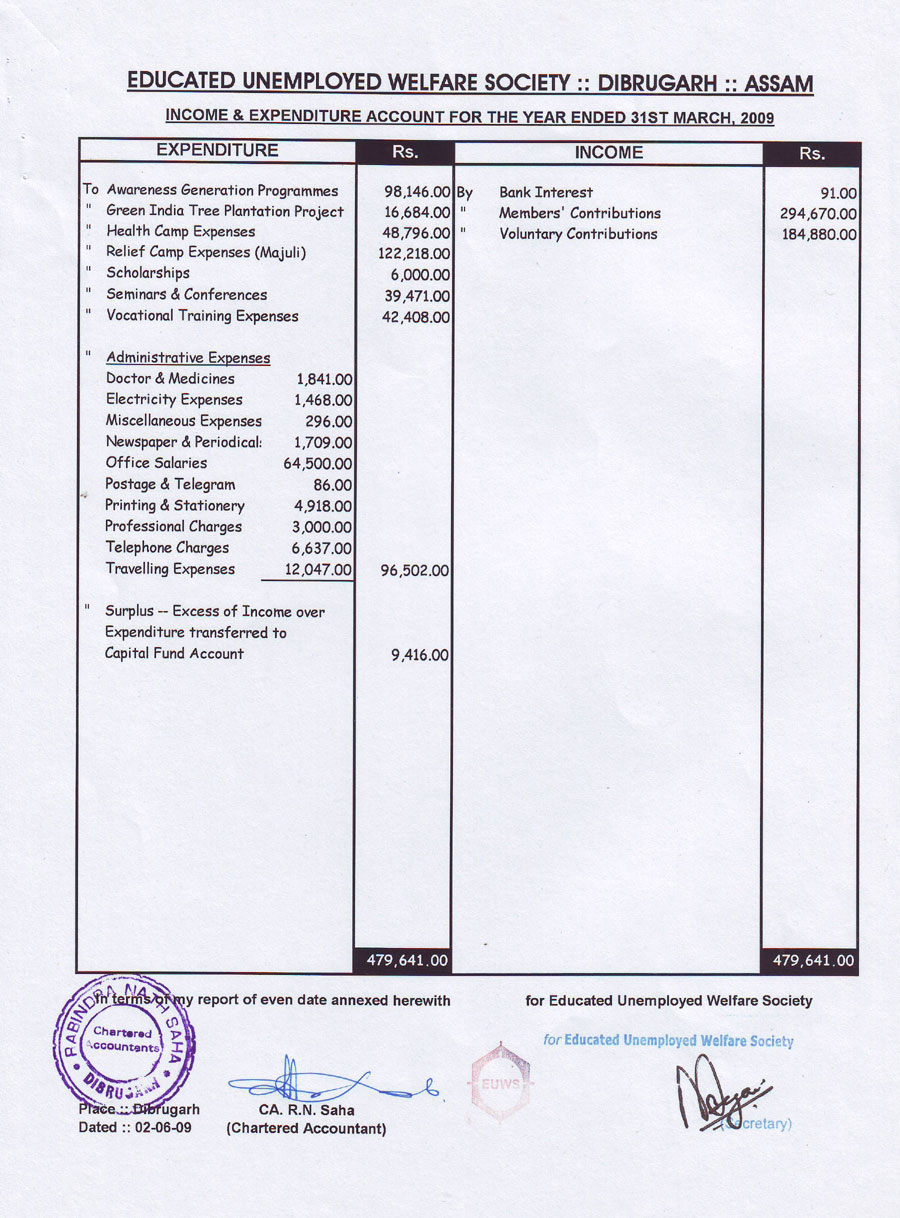 EDUCATED UNEMPLOYED WELFARE SOCIETY :: DIBRUGARH :: ASSAM
INCOME & EXPENDITURE ACCOUNT FOR THE YEAR ENDED 31ST MARCH, 2009
EXPENDITURE Rs. INCOME Rs.
To Awareness Generation Programmes 98,146.00 By Bank Interest 91.00
" Green India Tree Plantation Project 16,684.00 " Members' Contributions 294,670.00
" Health Camp Expenses 48,796.00 " Voluntary Contributions 184,880.00
" Relief Camp Expenses (Majuli) 122,218.00
" Scholarships 6,000.00
" Seminars & Conferences 39,471.00
" Vocational Training Expenses 42,408.00
" Administrative Expenses
Doctor & Medicines 1,841.00
Electricity Expenses 1,468.00
Miscellaneous Expenses 296.00
Newspaper & Periodical: 1,709.00
Office Salaries 64,500.00
Postage & Telegram 86.00
Printing & Stationery 4,918.00
Professional Charges 3,000.00
Telephone Charges 6,637.00
Travelling Expenses 12,047.00 96,502.00
" Surplus -- Excess of Income over
Expenditure transferred to
Capital Fund Account 9,416.00
479,641.00 479,641.00
In terms of my report of even date annexed herewith for Educated Unemployed Welfare Society
RABINDRA NATH SAHA
Chartered
Accountants
DIBRUGARH
for Educated Unemployed Welfare Society
EUWS
(Secretary)
Place :: Dibrugarh CA. R.N. Saha
Dated :: 02-06-09 (Chartered Accountant)